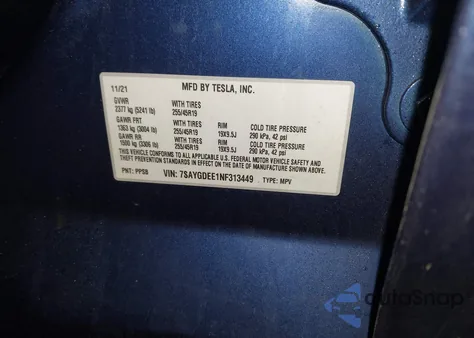 11/21 MFD BY TESLA, INC.
GVWR
2377 kg (5241 lb) WITH TIRES 255/45R19
GAWR FRT WITH TIRES RIM COLD TIRE PRESSURE
1363 kg (3004 lb) 255/45R19 19X9.5J 290 kPa, 42 psi
GAWR RR WITH TIRES RIM COLD TIRE PRESSURE
1500 kg (3306 lb) 255/45R19 19X9.5J 290 kPa, 42 psi
THIS VEHICLE CONFORMS TO ALL APPLICABLE U.S. FEDERAL MOTOR VEHICLE SAFETY AND
THEFT PREVENTION STANDARDS IN EFFECT ON THE DATE OF MANUFACTURE SHOWN ABOVE.
PNT: PPSB VIN: 7SAYGDEE1NF313449 TYPE: MPV
autoSnap